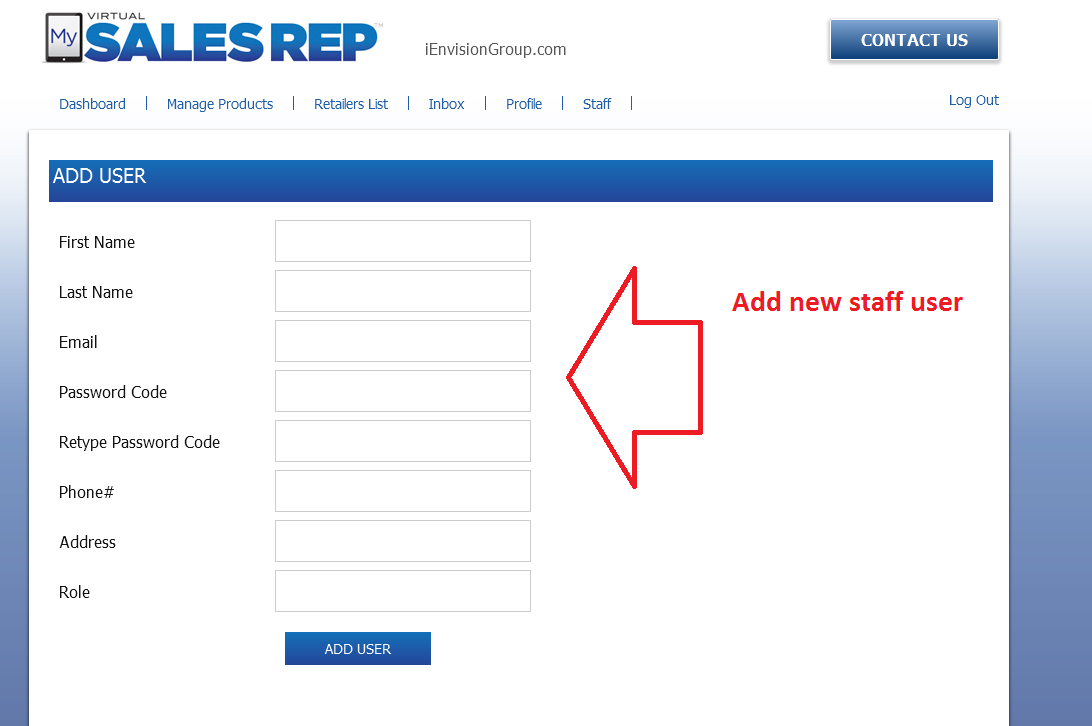 My VIRTUAL
SALES REP™
iEnvisionGroup.com
CONTACT US
Dashboard | Manage Products | Retailers List | Inbox | Profile | Staff |
Log Out
ADD USER
First Name
Last Name
Add new staff user
Email
Password Code
Retype Password Code
Phone#
Address
Role
ADD USER